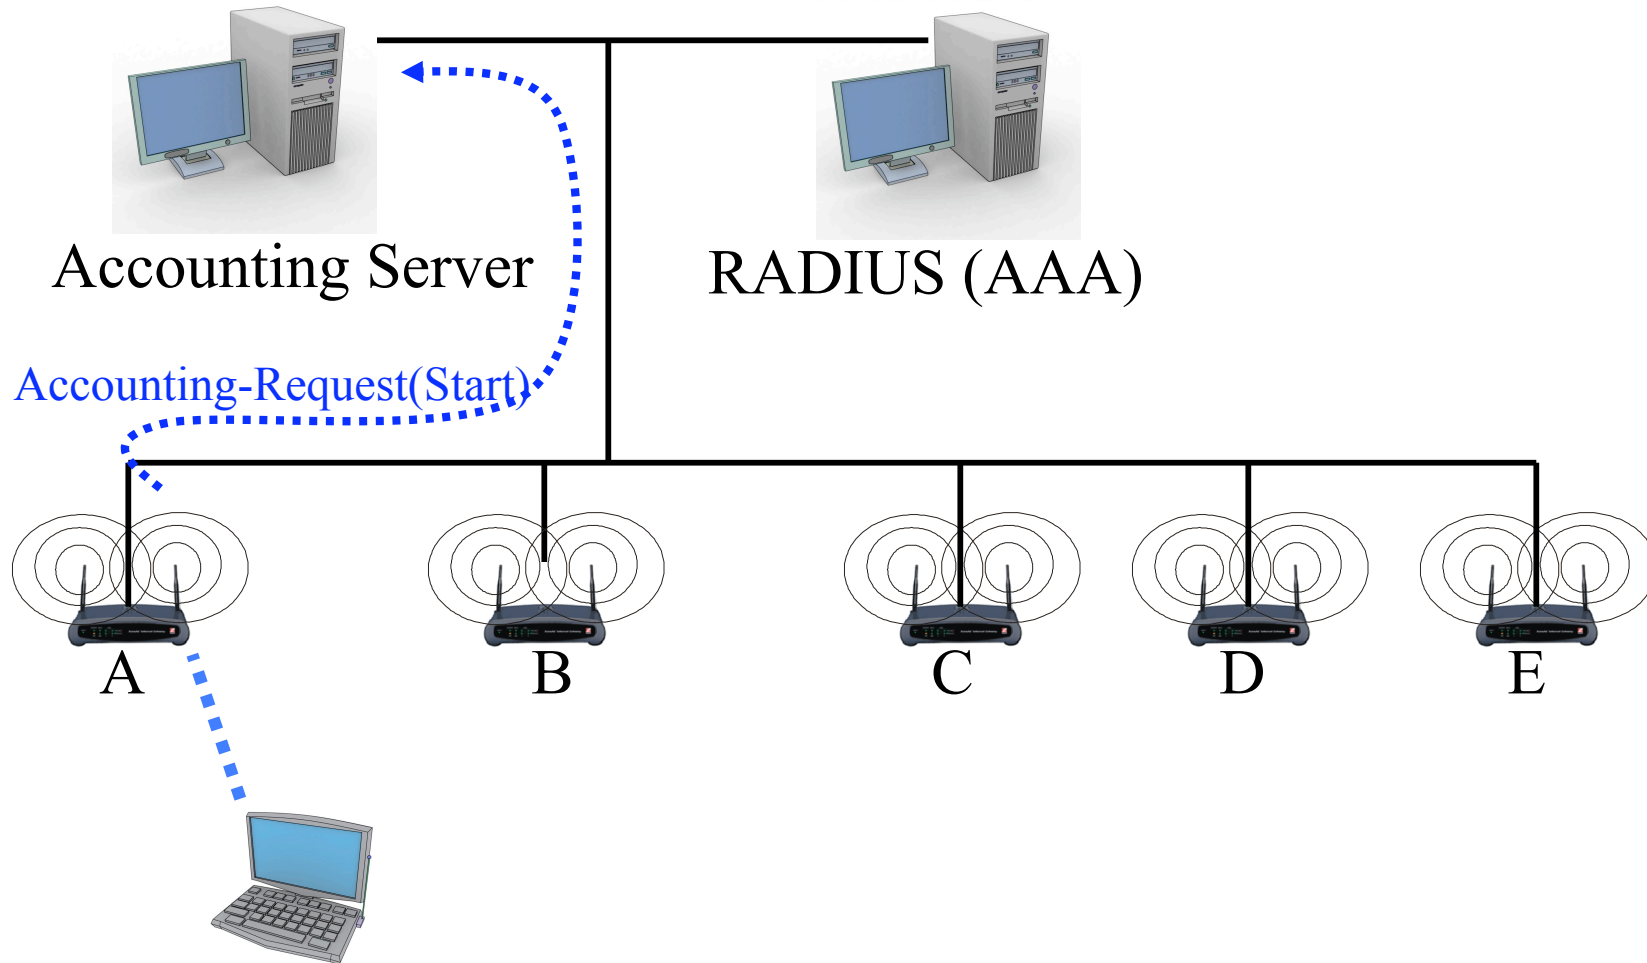 Accounting Server
RADIUS (AAA)
Accounting-Request(Start)
A
B
C
D
E